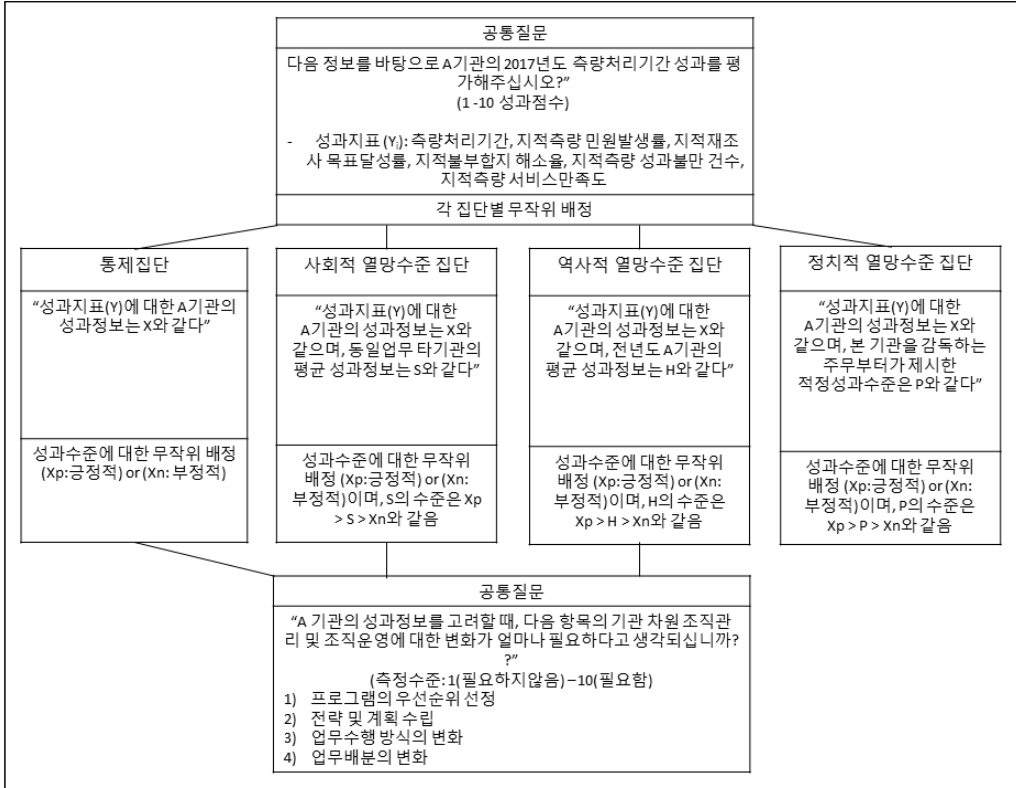 공통질문
다음 정보를 바탕으로 A기관의 2017년도 측량처리기간 성과를 평
가해주십시오?”
(1 -10 성과점수)
- 성과지표 (Yⱼ): 측량처리기간, 지적측량 민원발생률, 지적재조
사 목표달성률, 지적불부합지 해소율, 지적측량 성과불만 건수,
지적측량 서비스만족도
각 집단별 무작위 배정
통제집단
“성과지표(Y)에 대한 A기관의
성과정보는 X와 같다”
성과수준에 대한 무작위 배정
(Xp:긍정적) or (Xn: 부정적)
사회적 열망수준 집단
“성과지표(Y)에 대한
A기관의 성과정보는 X와
같으며, 동일업무 타기관의
평균 성과정보는 S와 같다”
성과수준에 대한 무작위
배정 (Xp:긍정적) or (Xn:
부정적)이며, S의 수준은 Xp
> S > Xn와 같음
역사적 열망수준 집단
“성과지표(Y)에 대한
A기관의 성과정보는 X와
같으며, 전년도 A기관의
평균 성과정보는 H와 같다”
성과수준에 대한 무작위
배정 (Xp:긍정적) or (Xn:
부정적)이며, H의 수준은
Xp > H > Xn와 같음
정치적 열망수준 집단
“성과지표(Y)에 대한
A기관의 성과정보는 X와
같으며, 본 기관을 감독하는
주무부터가 제시한
적정성과수준은 P와 같다”
성과수준에 대한 무작위
배정 (Xp:긍정적) or (Xn:
부정적)이며, P의 수준은
Xp > P > Xn와 같음
공통질문
“A 기관의 성과정보를 고려할 때, 다음 항목의 기관 차원 조직관
리 및 조직운영에 대한 변화가 얼마나 필요하다고 생각되십니까?
?”
(측정수준: 1(필요하지않음) – 10(필요함)
1) 프로그램의 우선순위 선정
2) 전략 및 계획 수립
3) 업무수행 방식의 변화
4) 업무배분의 변화